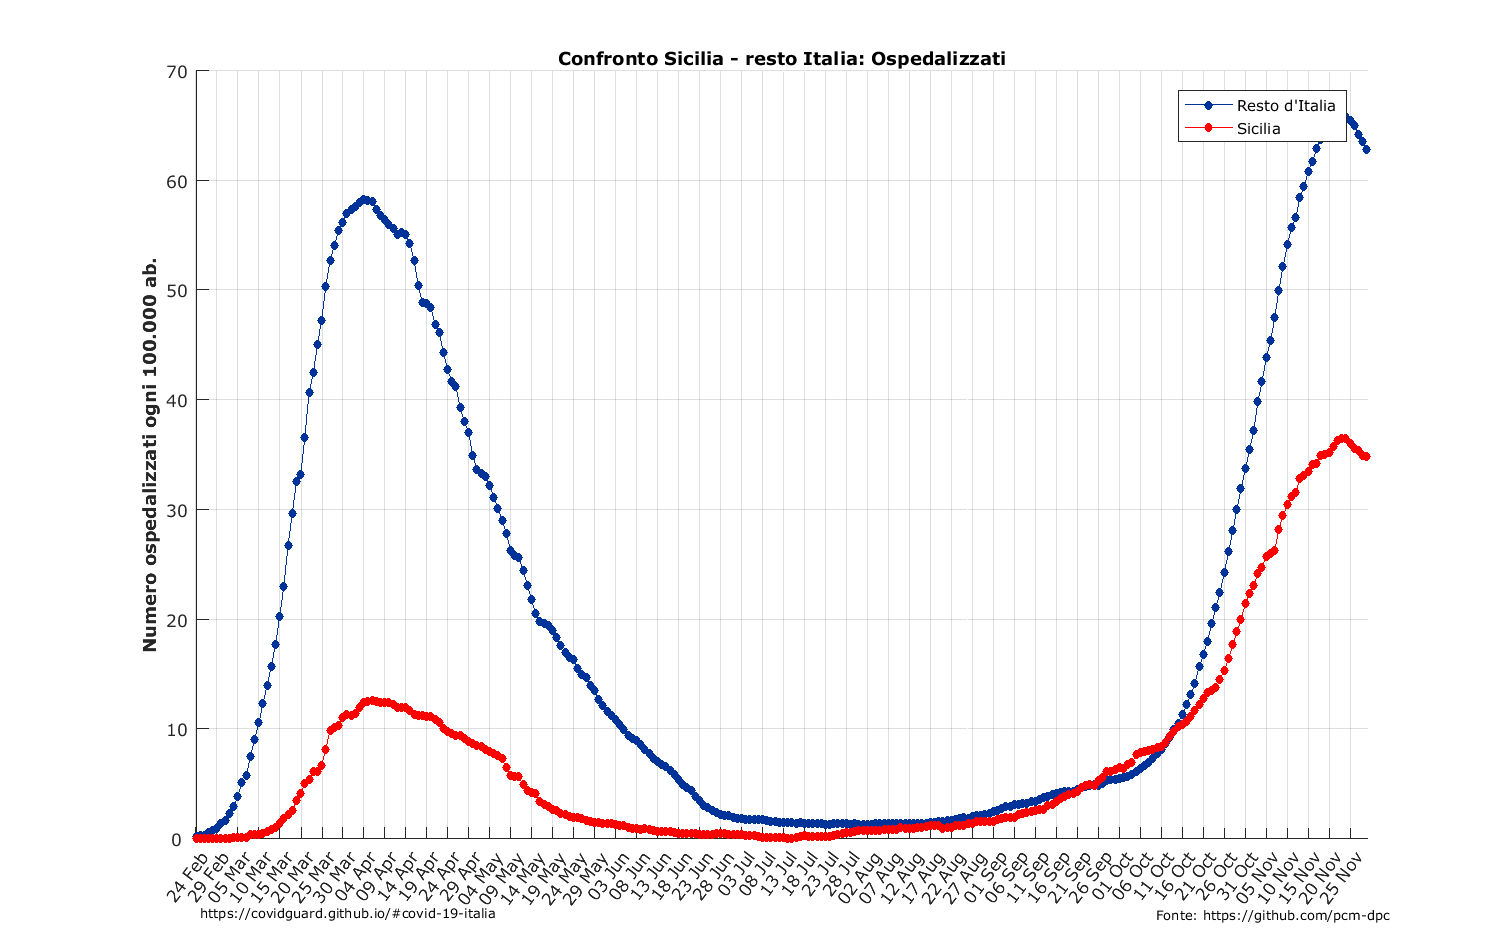 Confronto Sicilia - resto Italia: Ospedalizzati
70
60
50
40
30
20
10
0
Numero ospedalizzati ogni 100.000 ab.
Resto d'Italia
Sicilia
24 Feb
29 Feb
05 Mar
10 Mar
15 Mar
20 Mar
25 Mar
30 Mar
04 Apr
09 Apr
14 Apr
19 Apr
24 Apr
29 Apr
04 May
09 May
14 May
19 May
24 May
29 May
03 Jun
08 Jun
13 Jun
18 Jun
23 Jun
28 Jun
03 Jul
08 Jul
13 Jul
18 Jul
23 Jul
28 Jul
02 Aug
07 Aug
12 Aug
17 Aug
22 Aug
27 Aug
01 Sep
06 Sep
11 Sep
16 Sep
21 Sep
26 Sep
01 Oct
06 Oct
11 Oct
16 Oct
21 Oct
26 Oct
31 Oct
05 Nov
10 Nov
15 Nov
20 Nov
25 Nov
https://covidguard.github.io/#covid-19-italia
Fonte: https://github.com/pcm-dpc